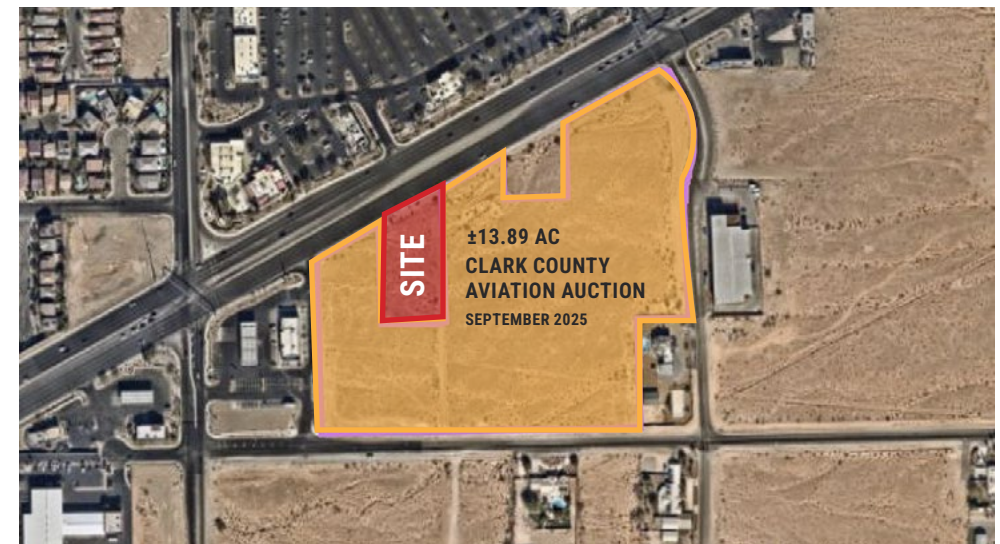 SITE
±13.89 AC
CLARK COUNTY
AVIATION AUCTION
SEPTEMBER 2025